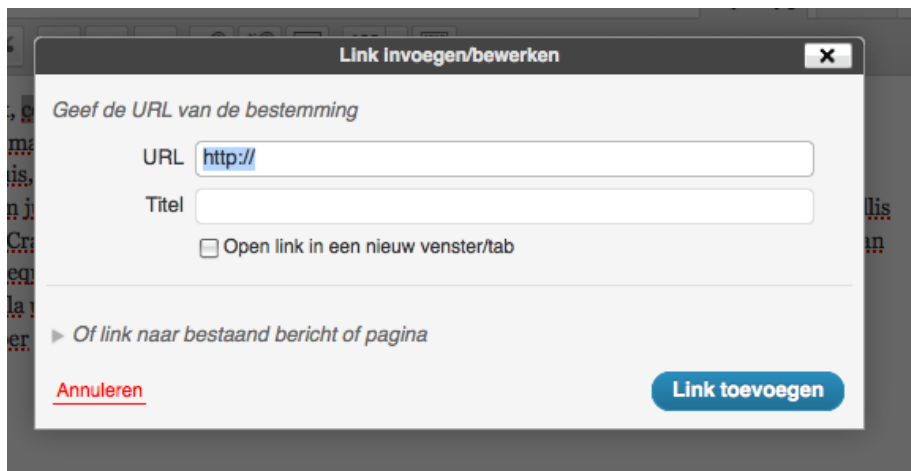 Link invoegen/bewerken
Geef de URL van de bestemming
URL http://
Titel
Open link in een nieuw venster/tab
Of link naar bestaand bericht of pagina
Annuleren
Link toevoegen